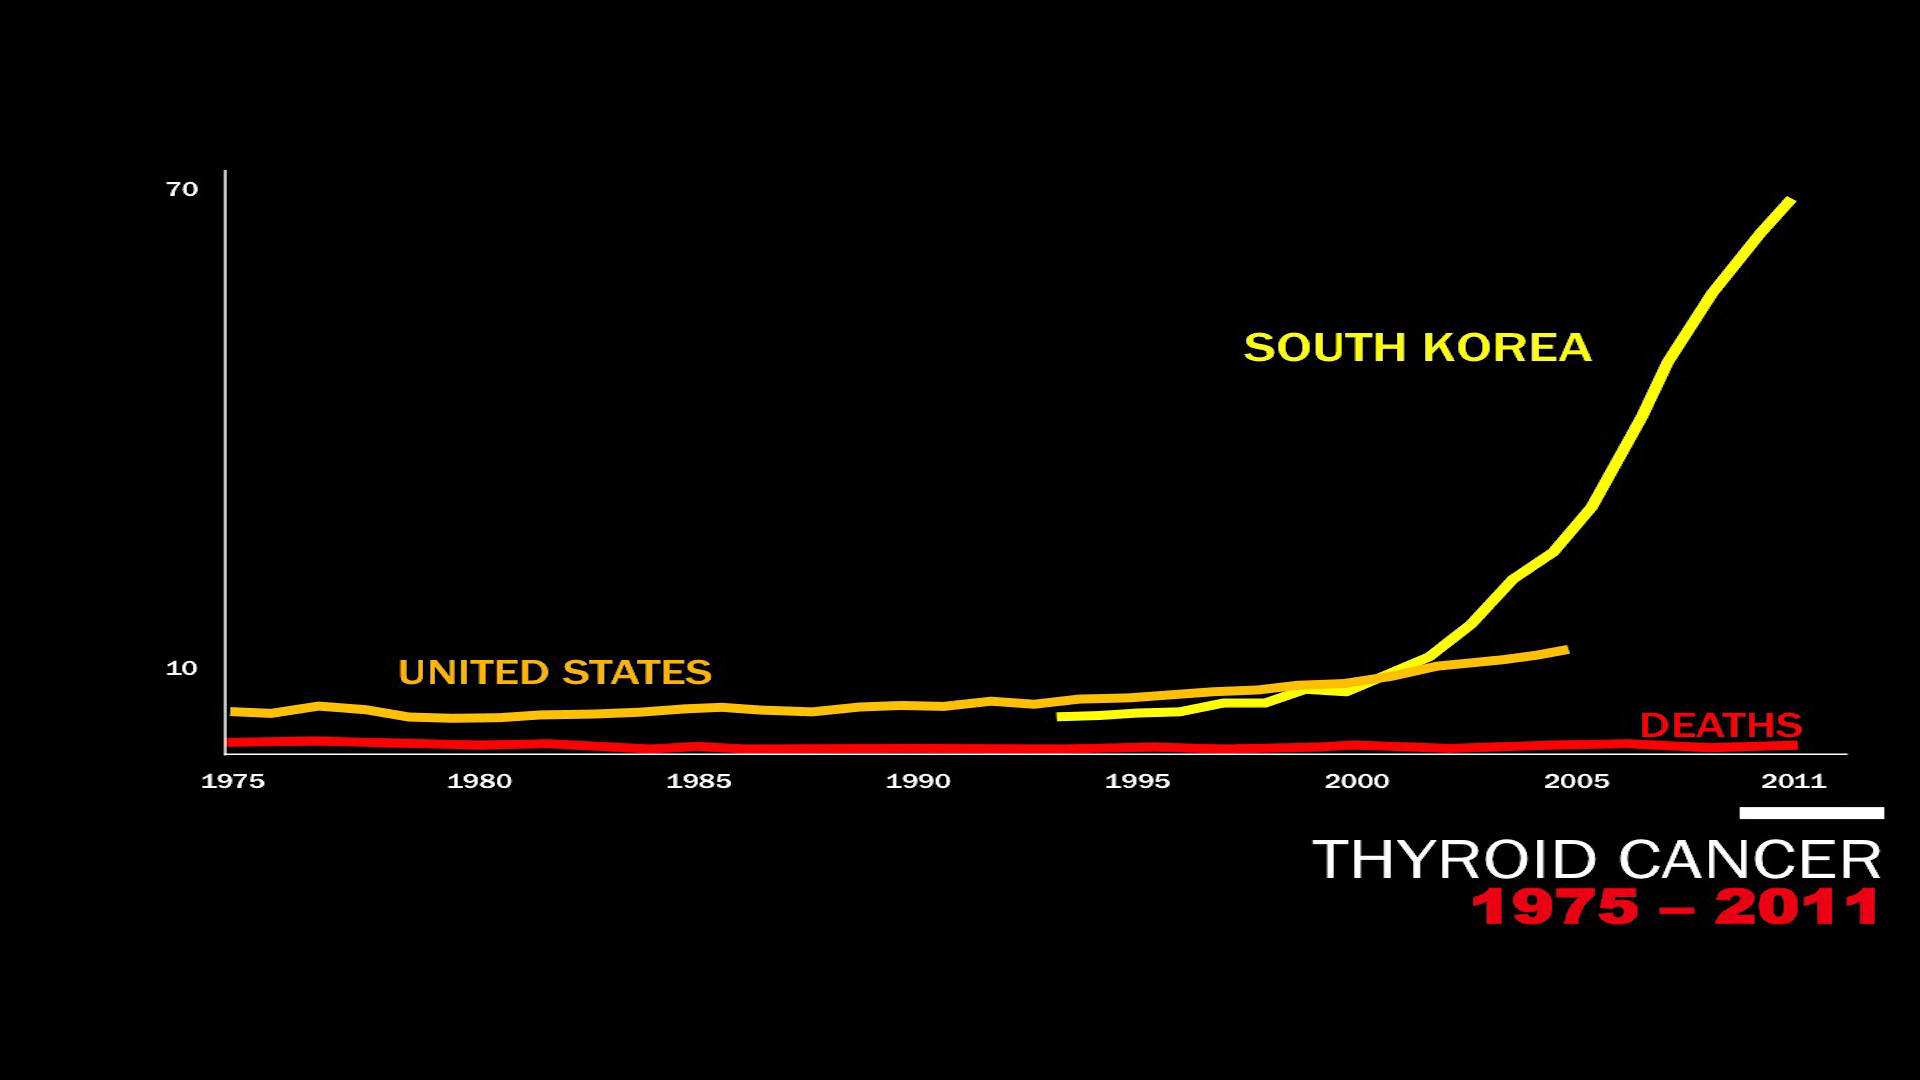 70
SOUTH KOREA
10
UNITED STATES
DEATHS
1975 1980 1985 1990 1995 2000 2005 2011
THYROID CANCER
1975 – 2011